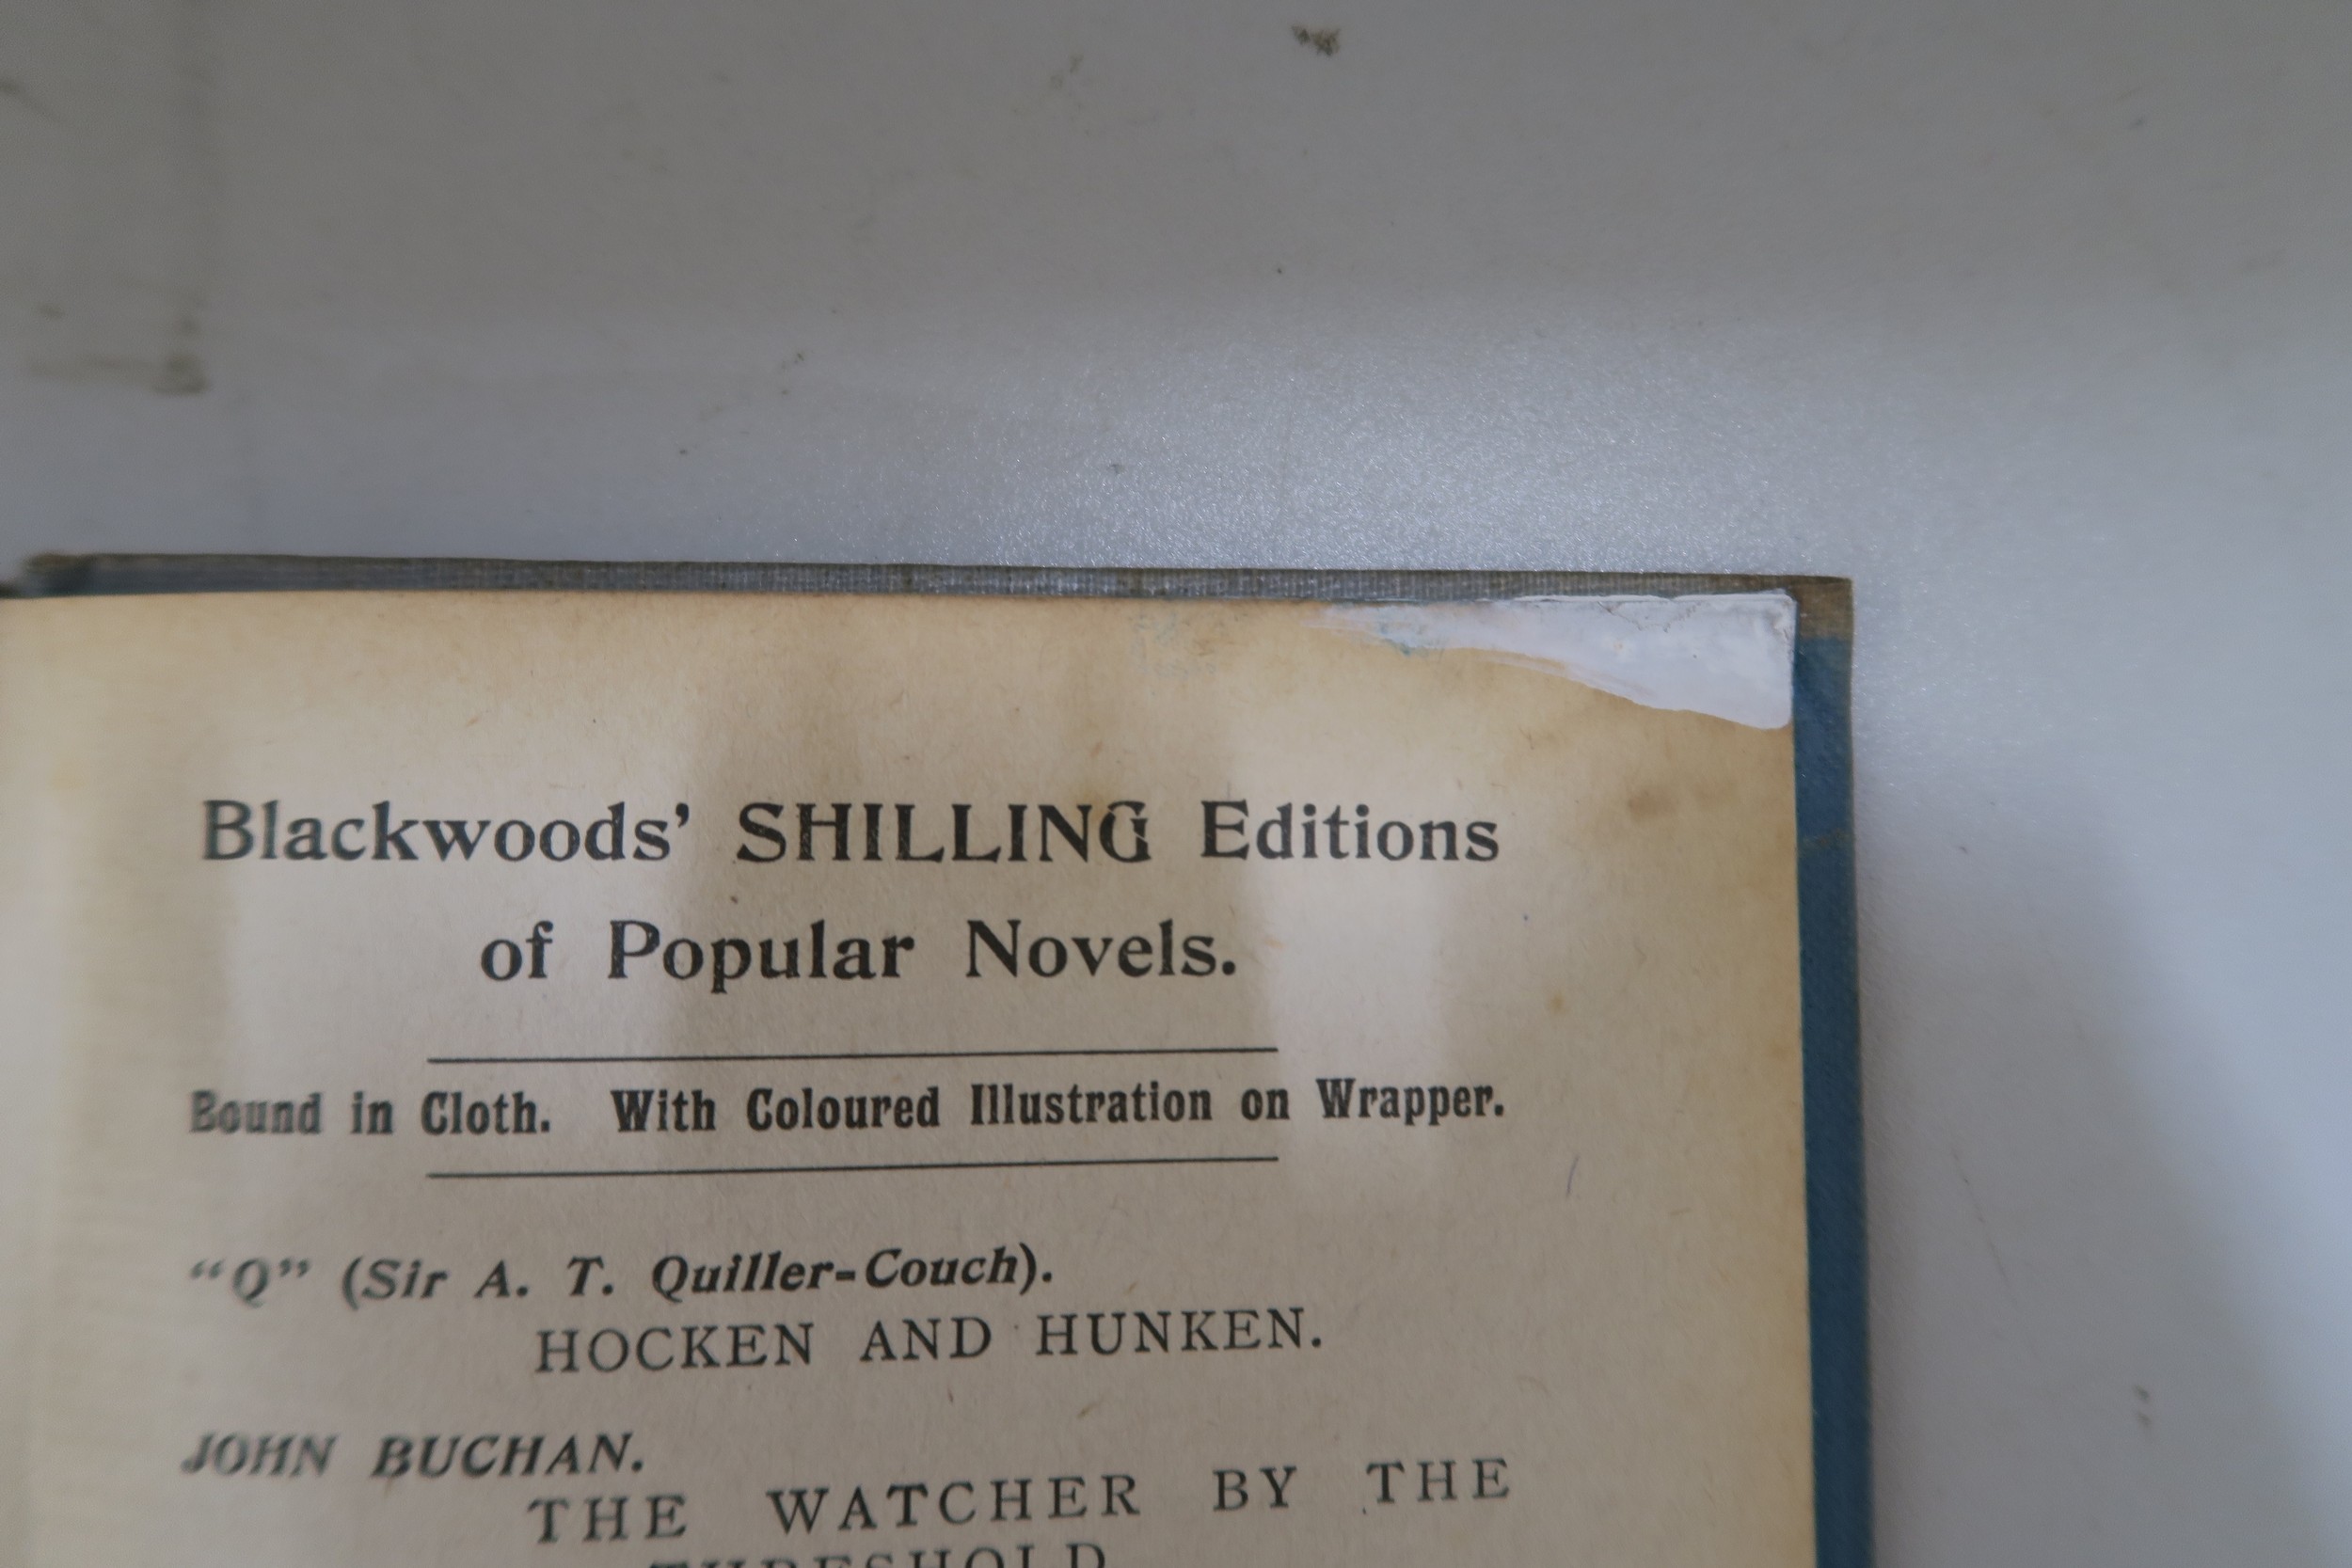 Blackwoods' SHILLING Editions
of Popular Novels.
Bound in Cloth. With Coloured Illustration on Wrapper.
"Q" (Sir A. T. Quiller-Couch).
HOCKEN AND HUNKEN.
JOHN BUCHAN.
THE WATCHER BY THE
THRESHOLD